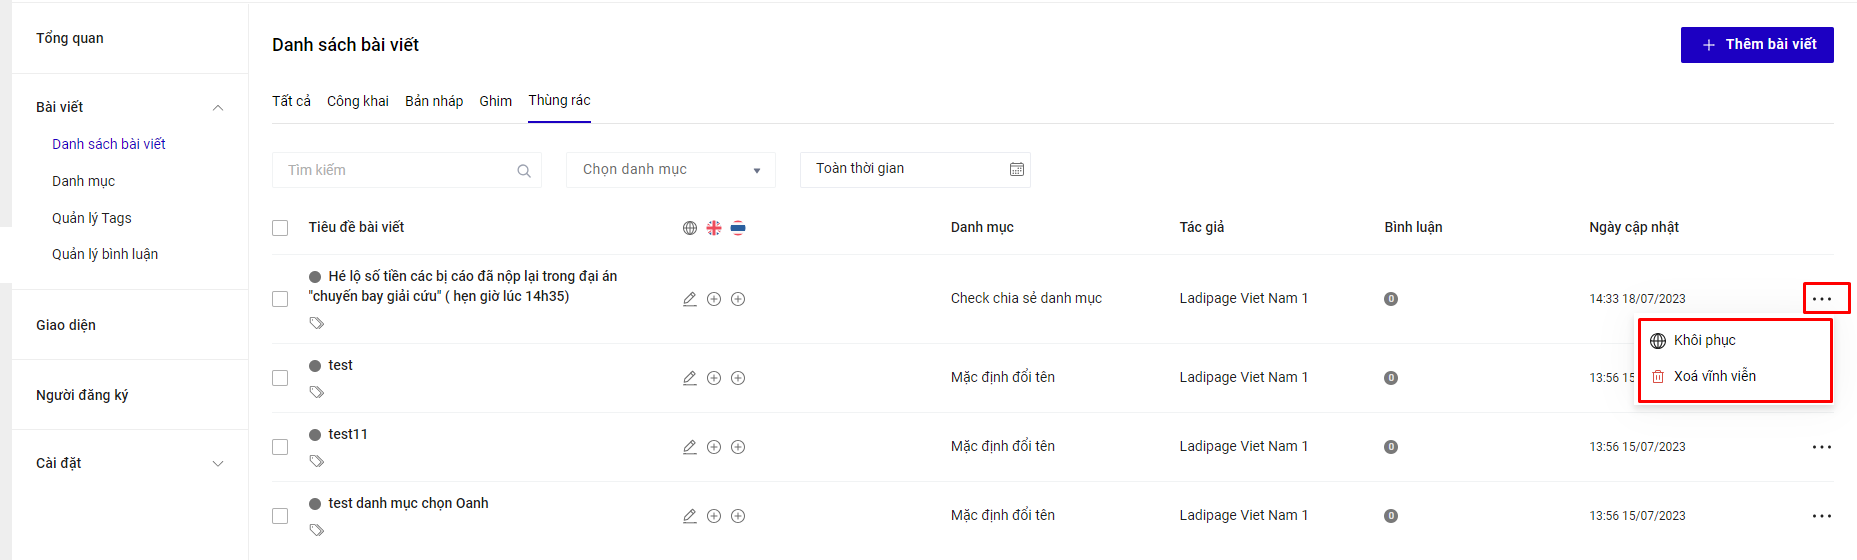 Tổng quan
Bài viết
Danh sách bài viết
Danh mục
Quản lý Tags
Quản lý bình luận
Giao diện
Người đăng ký
Cài đặt
Danh sách bài viết
Thêm bài viết
Tất cả Công khai Bản nháp Ghim Thùng rác
Tìm kiếm Chọn danh mục Toàn thời gian
Tiêu đề bài viết Danh mục Tác giả Bình luận Ngày cập nhật
Hé lộ số tiền các bị cáo đã nộp lại trong đại án
"chuyến bay giải cứu" ( hẹn giờ lúc 14h35)
Check chia sẻ danh mục Ladipage Viet Nam 1 0 14:33 18/07/2023
Khôi phục
Xoá vĩnh viễn
test
Mặc định đổi tên Ladipage Viet Nam 1 0 13:56 15
test11
Mặc định đổi tên Ladipage Viet Nam 1 0 13:56 15/07/2023
test danh mục chọn Oanh
Mặc định đổi tên Ladipage Viet Nam 1 0 13:56 15/07/2023